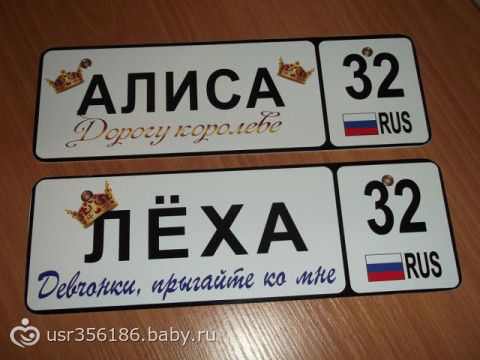 АЛИСА
Дорогу королеве
32
RUS
ЛЁХА
Девчонки, прыгайте ко мне
32
RUS
usr356186.baby.ru